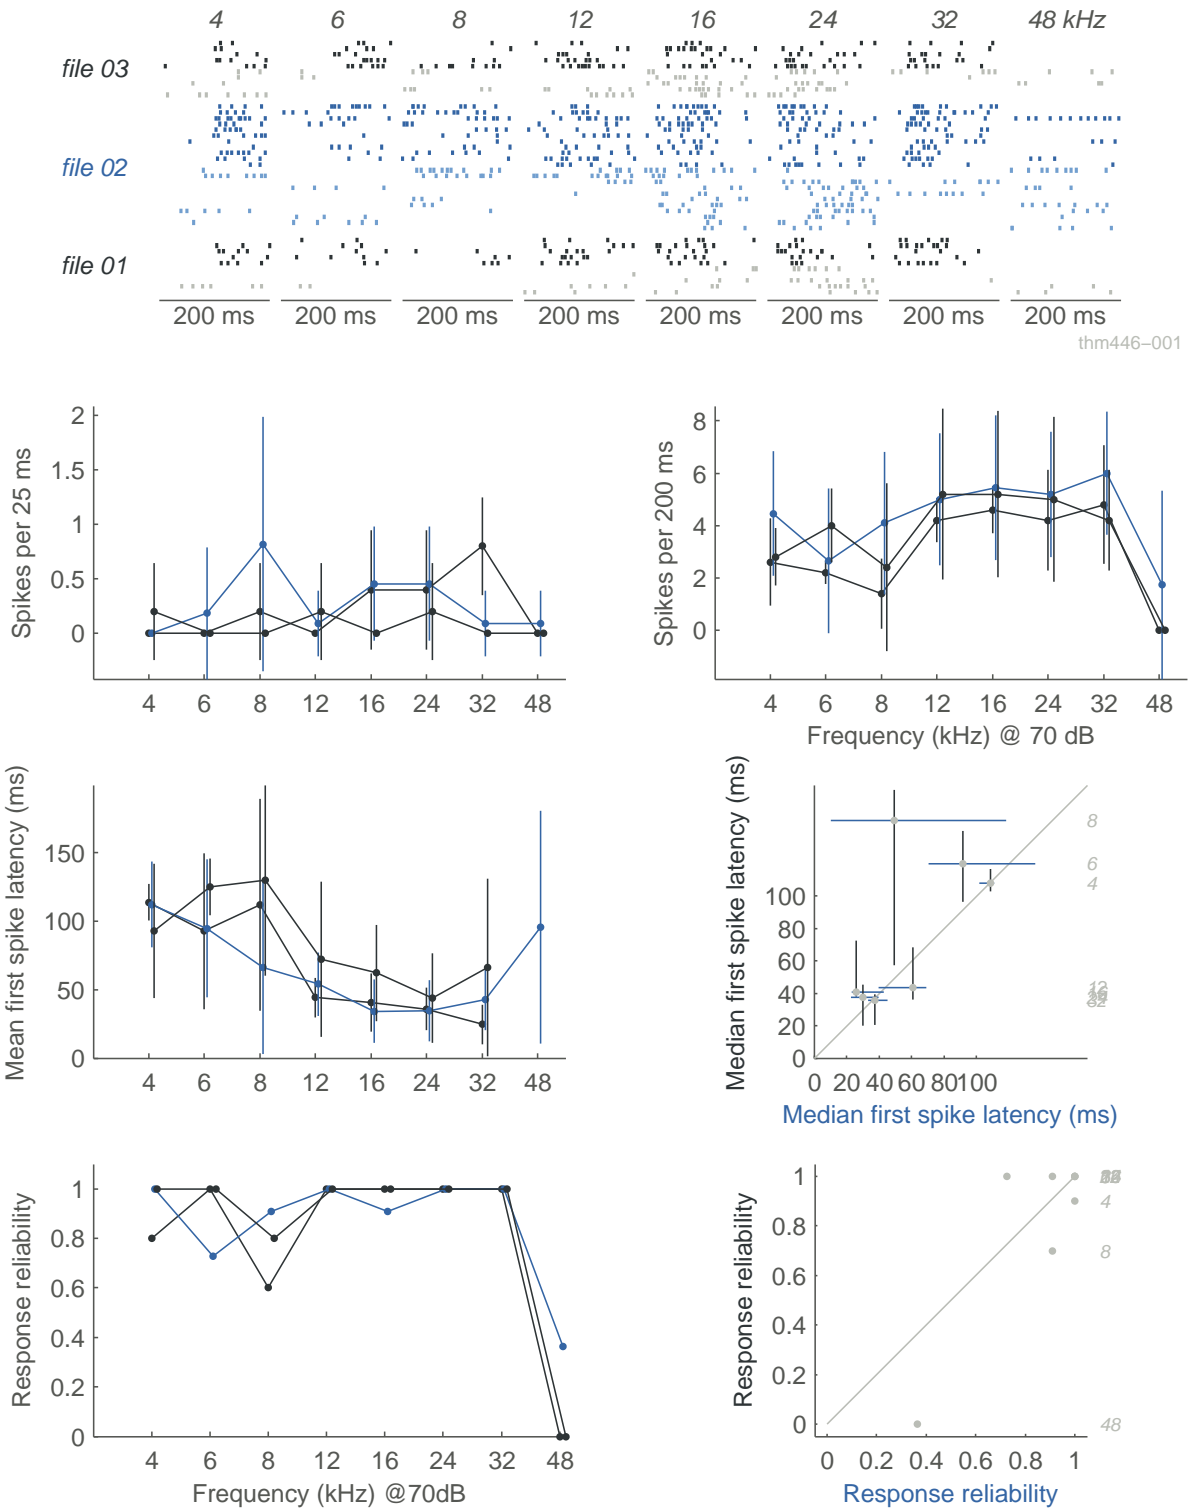 4 6 8 12 16 24 32 48 kHz
file 03
file 02
file 01
200 ms 200 ms 200 ms 200 ms 200 ms 200 ms 200 ms 200 ms
thm446–001
Spikes per 25 ms
2
1.5
1
0.5
0
4 6 8 12 16 24 32 48
Spikes per 200 ms
8
6
4
2
0
4 6 8 12 16 24 32 48
Frequency (kHz) @ 70 dB
Mean first spike latency (ms)
150
100
50
0
4 6 8 12 16 24 32 48
Median first spike latency (ms)
100
80
60
40
20
0
0 20 40 60 80 100
8
6
4
12
Median first spike latency (ms)
Response reliability
1
0.8
0.6
0.4
0.2
0
4 6 8 12 16 24 32 48
Frequency (kHz) @70dB
Response reliability
1
0.8
0.6
0.4
0.2
0
0 0.2 0.4 0.6 0.8 1
4
8
48
Response reliability